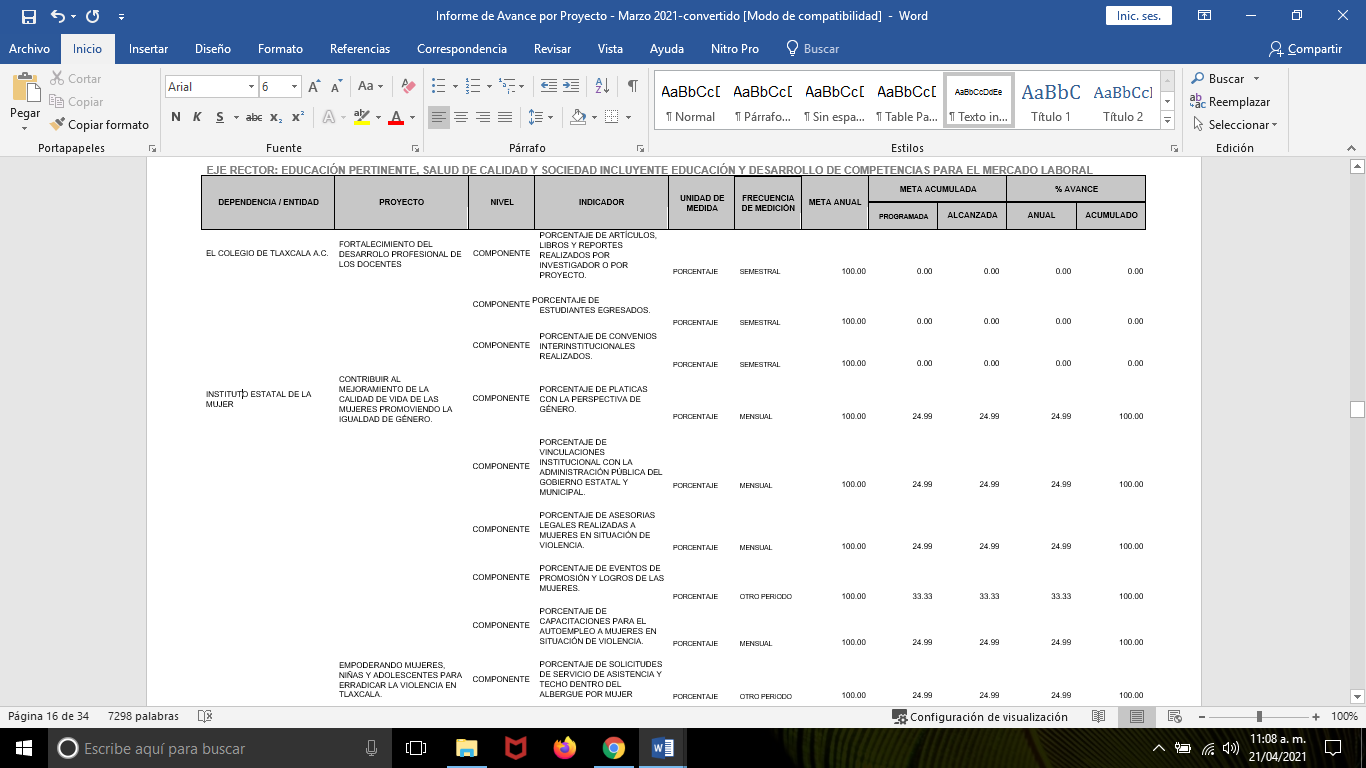 Informe de Avance por Proyecto - Marzo 2021-convertido [Modo de compatibilidad] - Word
Inic. ses.
Archivo Inicio Insertar Diseño Formato Referencias Correspondencia Revisar Vista Ayuda Nitro Pro Buscar Compartir
Pegar
Cortar
Copiar
Copiar formato
Portapapeles
Arial 6
N K S abc x₂ x²
Fuente
Párrafo
AaBbCcI AaBbCcD AaBbCcD AaBbCcD AaBbCcDdEe AaBbC AaBbCcI
¶ Normal ¶ Párrafo... ¶ Sin espa... ¶ Table Pa... ¶ Texto in... Título 1 Título 2
Estilos
Buscar
Reemplazar
Seleccionar
Edición
EJE RECTOR: EDUCACIÓN PERTINENTE, SALUD DE CALIDAD Y SOCIEDAD INCLUYENTE EDUCACIÓN Y DESARROLLO DE COMPETENCIAS PARA EL MERCADO LABORAL
DEPENDENCIA / ENTIDAD
PROYECTO
NIVEL
INDICADOR
UNIDAD DE
MEDIDA
FRECUENCIA
DE MEDICIÓN
META ANUAL
META ACUMULADA
PROGRAMADA ALCANZADA
% AVANCE
ANUAL ACUMULADO
EL COLEGIO DE TLAXCALA A.C.
FORTALECIMIENTO DEL
DESARROLO PROFESIONAL DE
LOS DOCENTES
COMPONENTE
PORCENTAJE DE ARTÍCULOS,
LIBROS Y REPORTES
REALIZADOS POR
INVESTIGADOR O POR
PROYECTO.
PORCENTAJE SEMESTRAL 100.00 0.00 0.00 0.00 0.00
COMPONENTE
PORCENTAJE DE
ESTUDIANTES EGRESADOS.
PORCENTAJE SEMESTRAL 100.00 0.00 0.00 0.00 0.00
COMPONENTE
PORCENTAJE DE CONVENIOS
INTERINSTITUCIONALES
REALIZADOS.
PORCENTAJE SEMESTRAL 100.00 0.00 0.00 0.00 0.00
INSTITUTO ESTATAL DE LA
MUJER
CONTRIBUIR AL
MEJORAMIENTO DE LA
CALIDAD DE VIDA DE LAS
MUJERES PROMOVIENDO LA
IGUALDAD DE GÉNERO.
COMPONENTE
PORCENTAJE DE PLATICAS
CON LA PERSPECTIVA DE
GÉNERO.
PORCENTAJE MENSUAL 100.00 24.99 24.99 24.99 100.00
COMPONENTE
PORCENTAJE DE
VINCULACIONES
INSTITUCIONAL CON LA
ADMINISTRACIÓN PÚBLICA DEL
GOBIERNO ESTATAL Y
MUNICIPAL.
PORCENTAJE MENSUAL 100.00 24.99 24.99 24.99 100.00
COMPONENTE
PORCENTAJE DE ASESORIAS
LEGALES REALIZADAS A
MUJERES EN SITUACIÓN DE
VIOLENCIA.
PORCENTAJE MENSUAL 100.00 24.99 24.99 24.99 100.00
COMPONENTE
PORCENTAJE DE EVENTOS DE
PROMOSIÓN Y LOGROS DE LAS
MUJERES.
PORCENTAJE OTRO PERIODO 100.00 33.33 33.33 33.33 100.00
COMPONENTE
PORCENTAJE DE
CAPACITACIONES PARA EL
AUTOEMPLEO A MUJERES EN
SITUACIÓN DE VIOLENCIA.
PORCENTAJE MENSUAL 100.00 24.99 24.99 24.99 100.00
EMPODERANDO MUJERES,
NIÑAS Y ADOLESCENTES PARA
ERRADICAR LA VIOLENCIA EN
TLAXCALA.
COMPONENTE
PORCENTAJE DE SOLICITUDES
DE SERVICIO DE ASISTENCIA Y
TECHO DENTRO DEL
ALBERGUE POR MUJER
PORCENTAJE OTRO PERIODO 100.00 24.99 24.99 24.99 100.00
Página 16 de 34 7298 palabras Configuración de visualización 100%
Escribe aquí para buscar
11:08 a. m.
21/04/2021